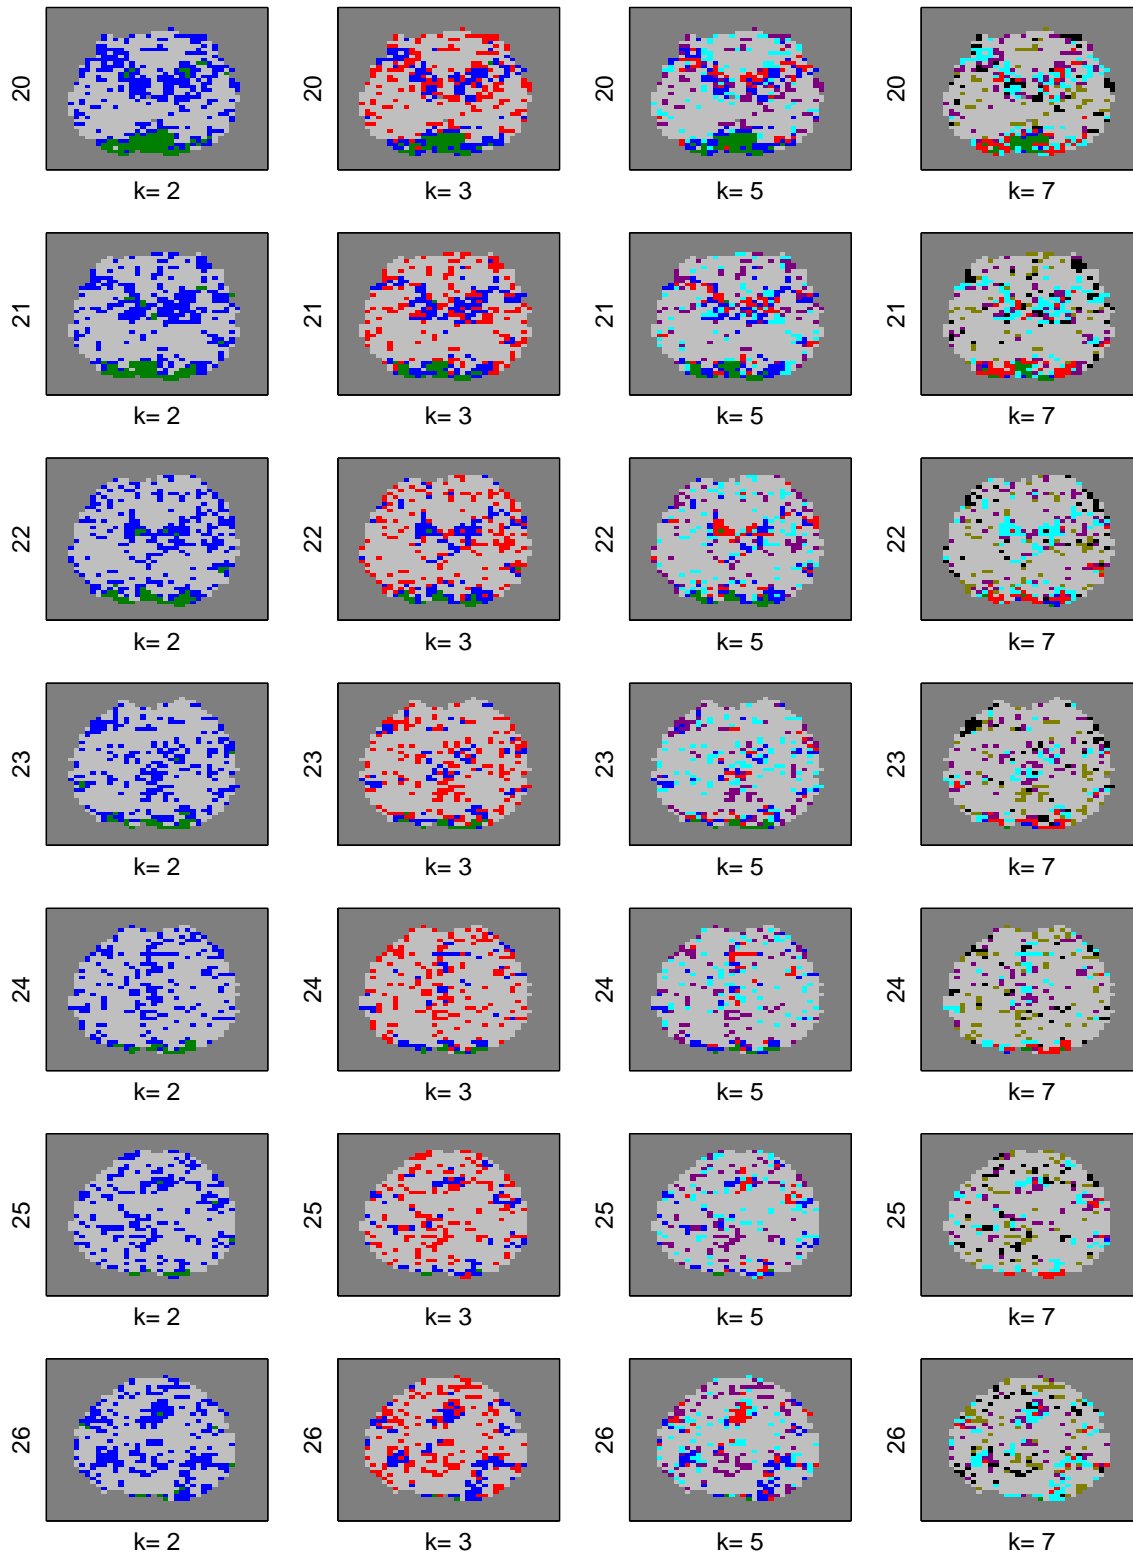 20 20 20 20
k= 2 k= 3 k= 5 k= 7
21 21 21 21
k= 2 k= 3 k= 5 k= 7
22 22 22 22
k= 2 k= 3 k= 5 k= 7
23 23 23 23
k= 2 k= 3 k= 5 k= 7
24 24 24 24
k= 2 k= 3 k= 5 k= 7
25 25 25 25
k= 2 k= 3 k= 5 k= 7
26 26 26 26
k= 2 k= 3 k= 5 k= 7